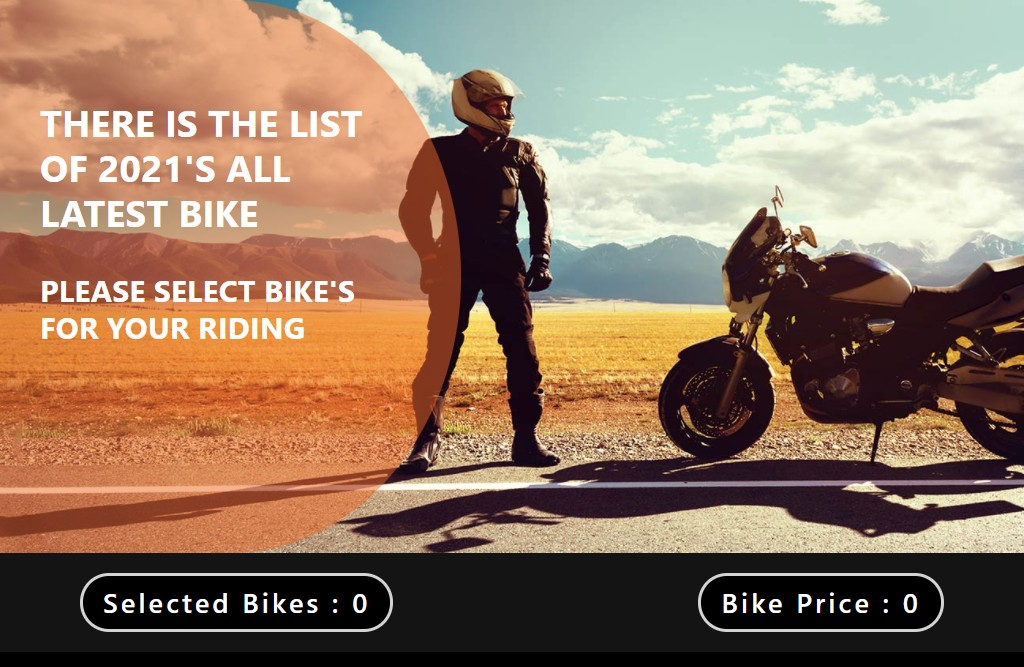 THERE IS THE LIST
OF 2021'S ALL
LATEST BIKE
PLEASE SELECT BIKE'S
FOR YOUR RIDING
Selected Bikes : 0
Bike Price : 0